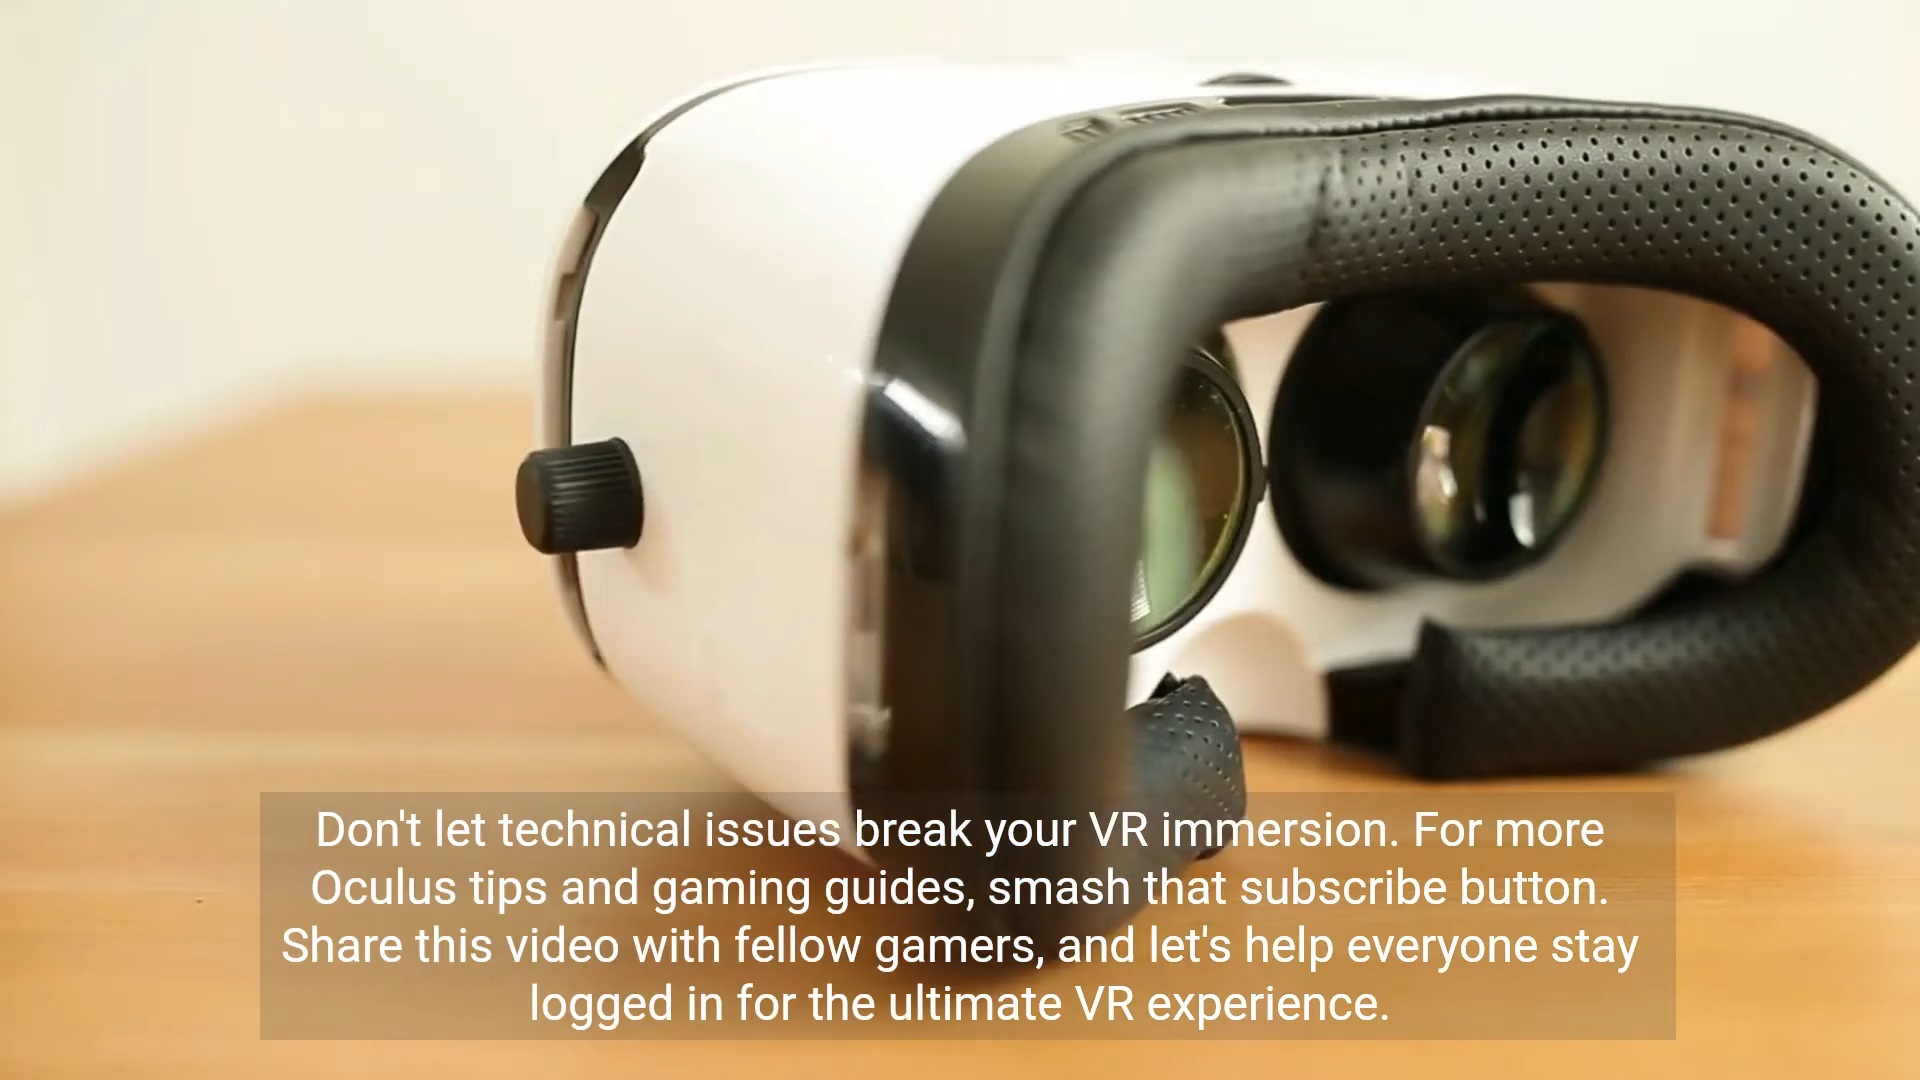 Don't let technical issues break your VR immersion. For more
Oculus tips and gaming guides, smash that subscribe button.
Share this video with fellow gamers, and let's help everyone stay
logged in for the ultimate VR experience.